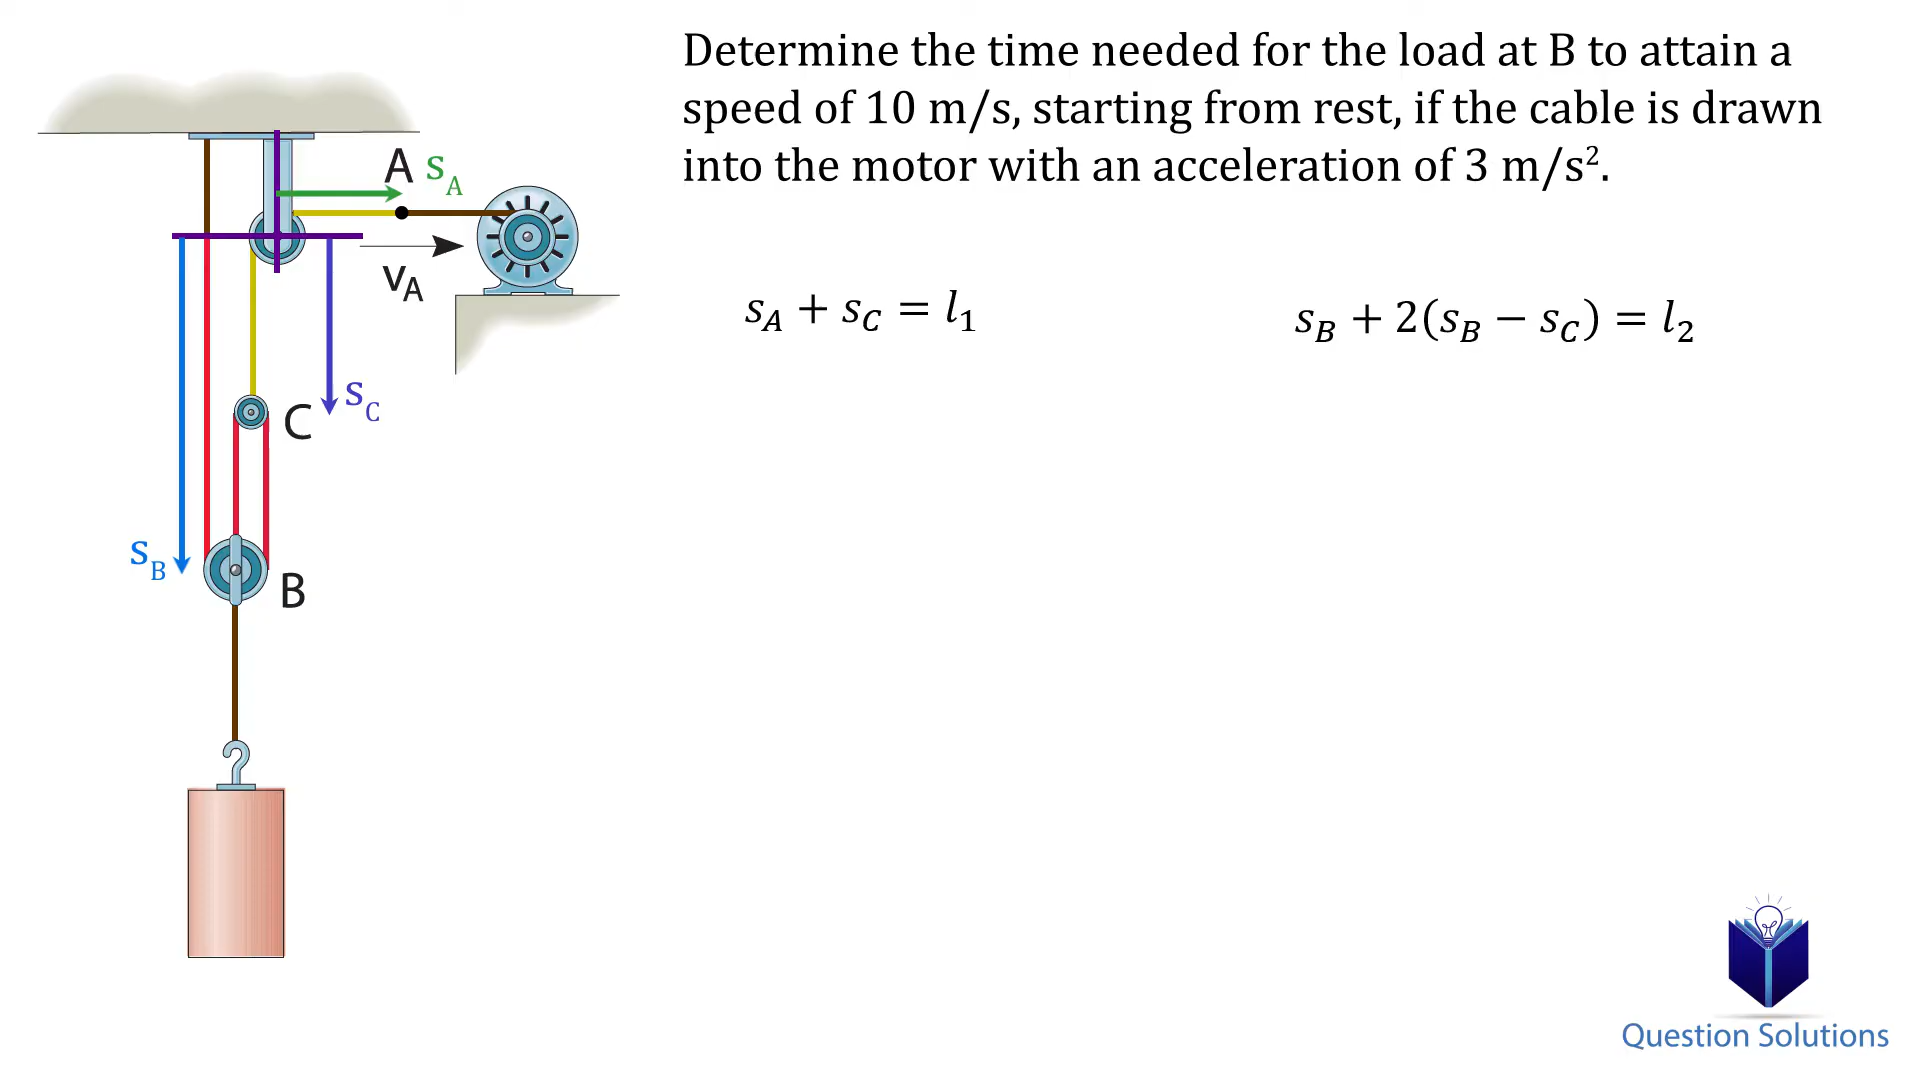 Determine the time needed for the load at B to attain a
speed of 10 m/s, starting from rest, if the cable is drawn
into the motor with an acceleration of 3 m/s².
A s_A
v_A
s_A + s_C = l_1
s_B + 2(s_B − s_C) = l_2
s_C
C
s_B
B
Question Solutions